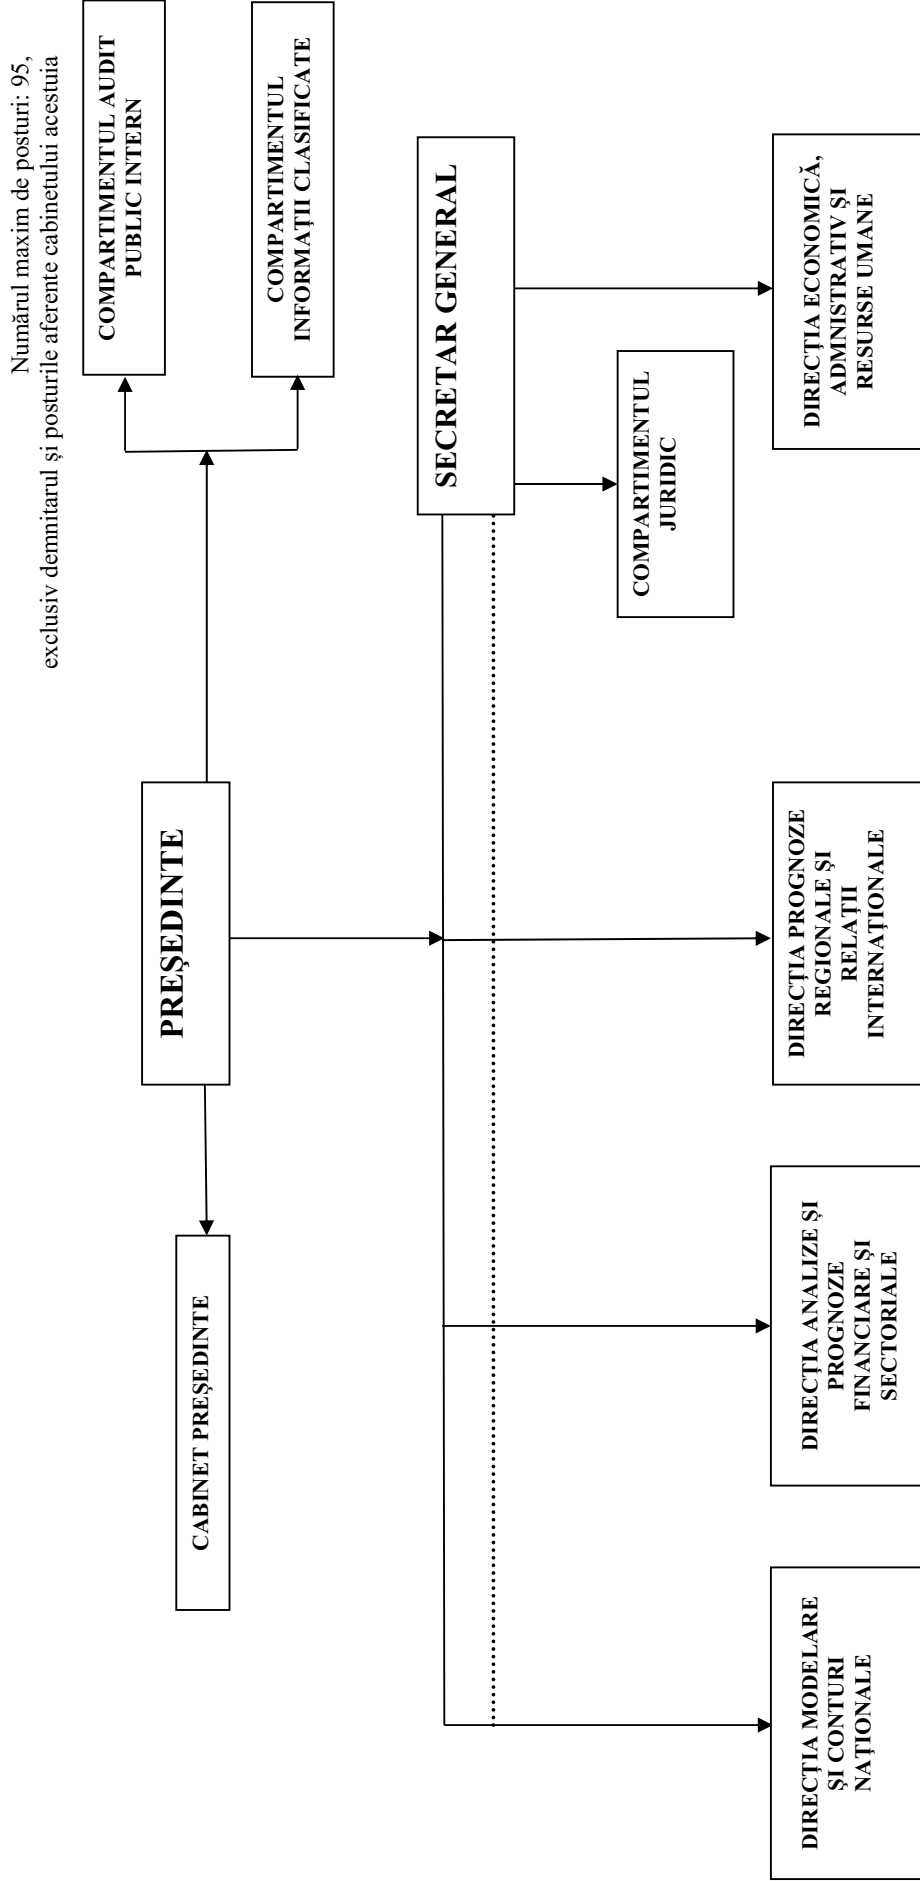 Numărul maxim de posturi: 95,
exclusiv demnitarul și posturile aferente cabinetului acestuia
COMPARTIMENTUL AUDIT
PUBLIC INTERN
PREȘEDINTE
CABINET PREȘEDINTE
COMPARTIMENTUL
INFORMAȚII CLASIFICATE
SECRETAR GENERAL
COMPARTIMENTUL
JURIDIC
DIRECȚIA MODELARE
ȘI CONTURI
NAȚIONALE
DIRECȚIA ANALIZE ȘI
PROGNOZE
FINANCIARE ȘI
SECTORIALE
DIRECȚIA PROGNOZE
REGIONALE ȘI
RELAȚII
INTERNAȚIONALE
DIRECȚIA ECONOMICĂ,
ADMNISTRATIV ȘI
RESURSE UMANE